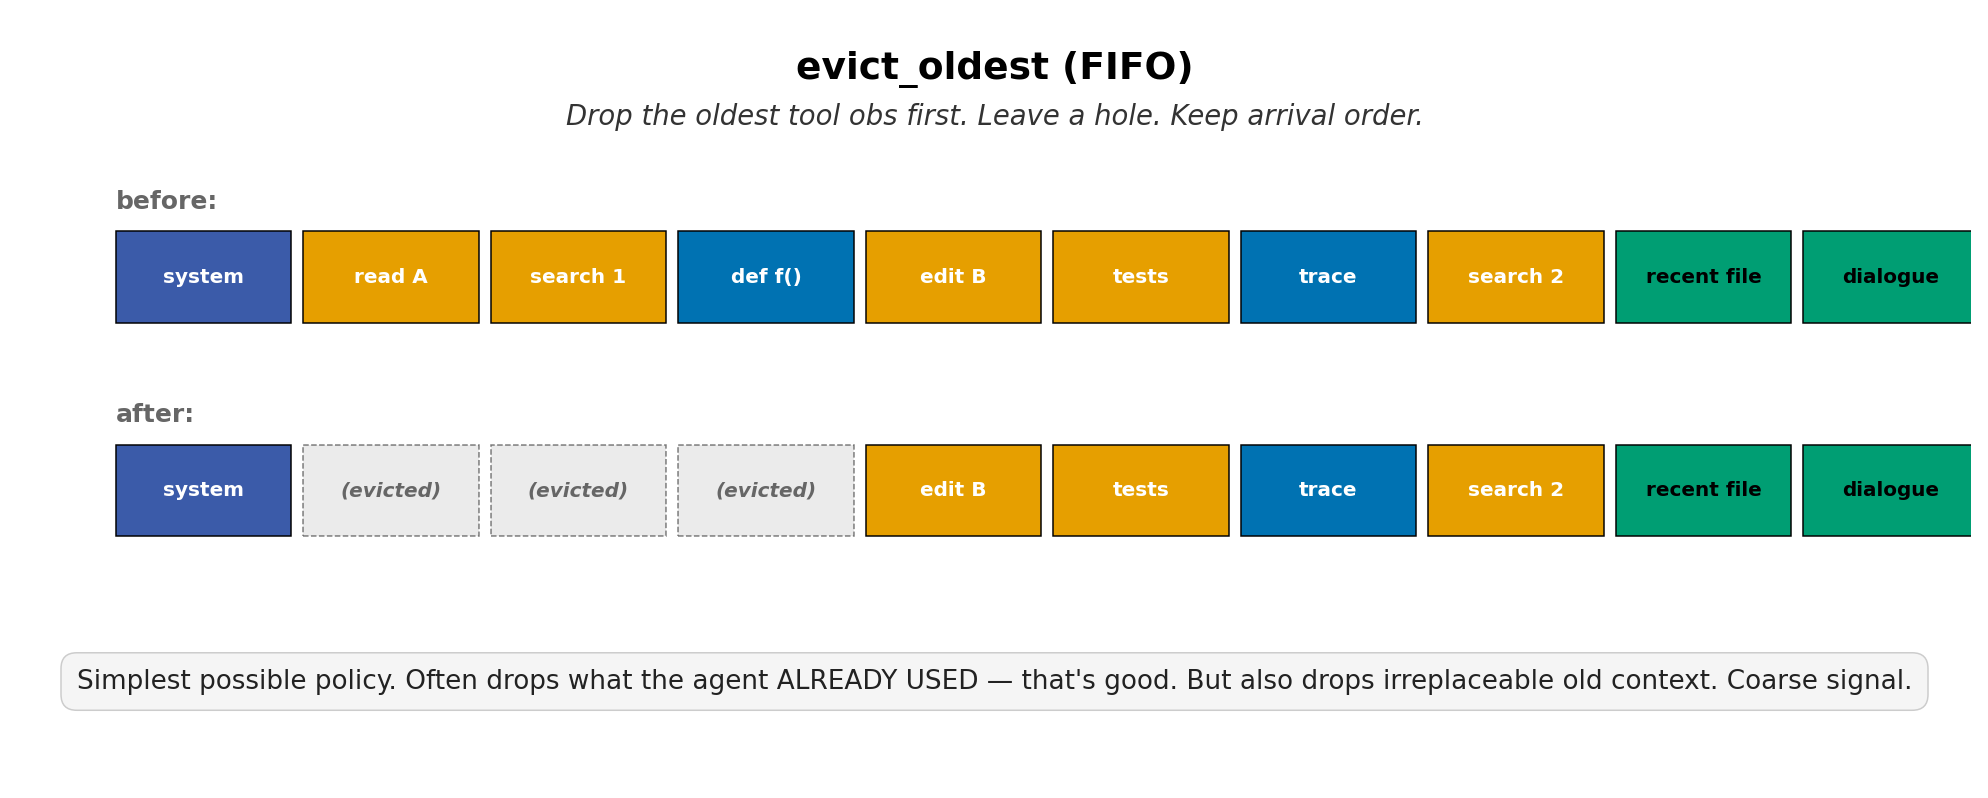 evict_oldest (FIFO)
Drop the oldest tool obs first. Leave a hole. Keep arrival order.
before:
system read A search 1 def f() edit B tests trace search 2 recent file dialogue
after:
system (evicted) (evicted) (evicted) edit B tests trace search 2 recent file dialogue
Simplest possible policy. Often drops what the agent ALREADY USED — that's good. But also drops irreplaceable old context. Coarse signal.